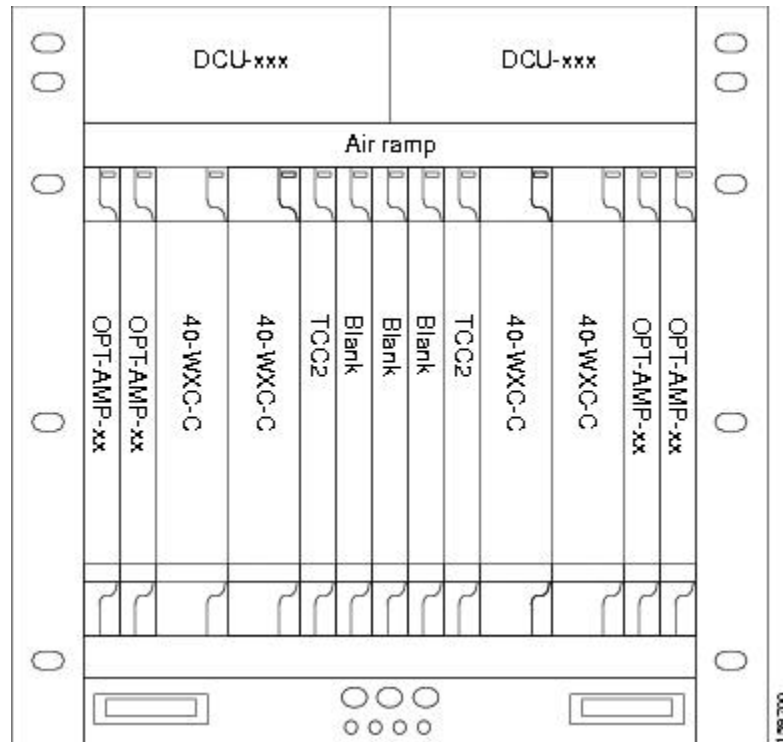 DCU-xxx
DCU-xxx
Air ramp
OPT-AMP-xx
OPT-AMP-xx
40-WXC-C
40-WXC-C
TCC2
Blank
Blank
Blank
TCC2
40-WXC-C
40-WXC-C
OPT-AMP-xx
OPT-AMP-xx